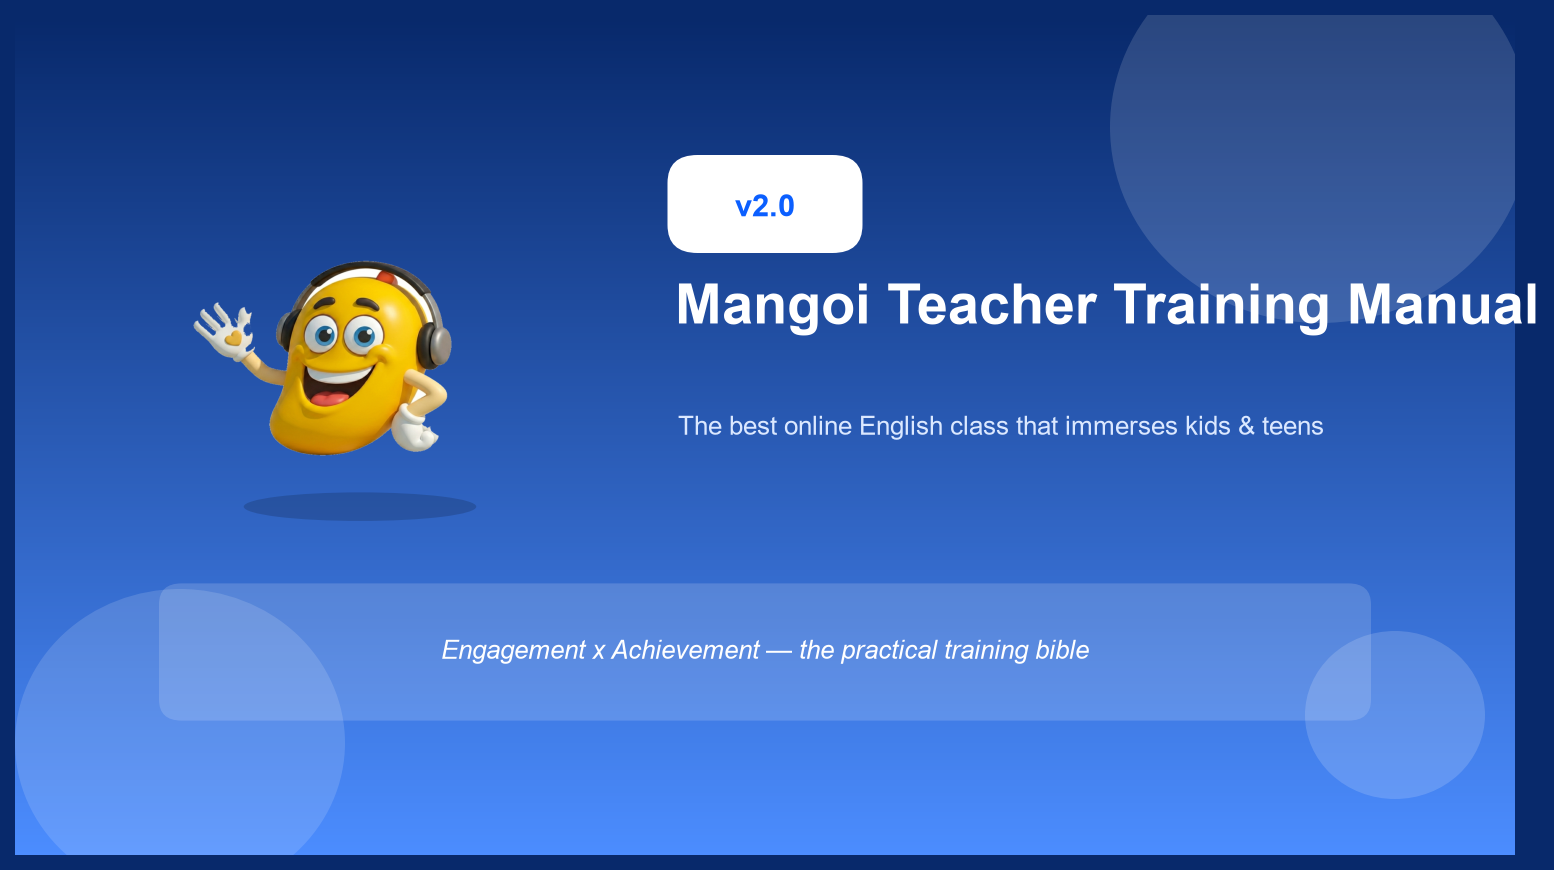 v2.0
Mangoi Teacher Training Manual
The best online English class that immerses kids & teens
Engagement x Achievement — the practical training bible